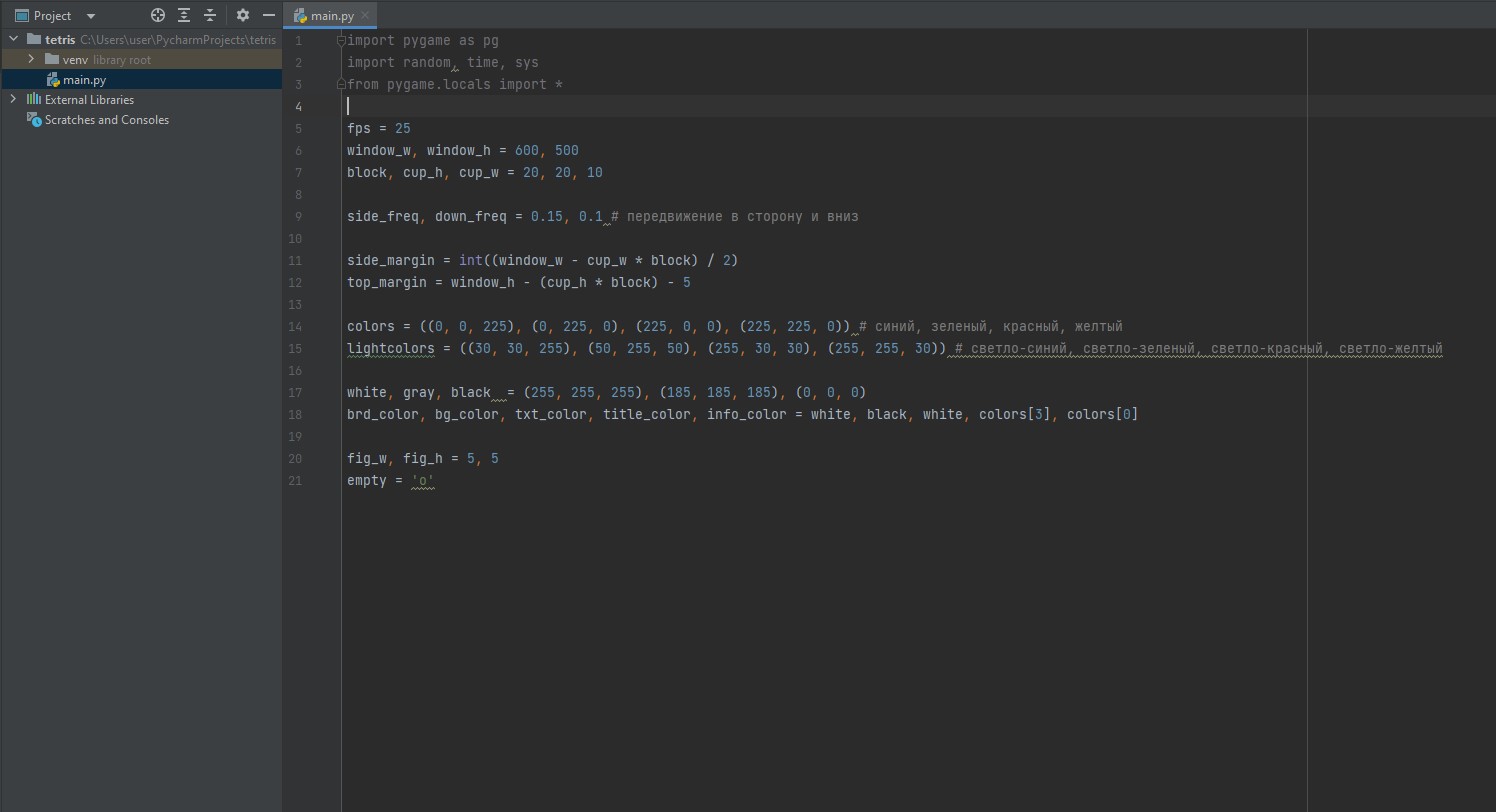 Project
main.py
tetris C:\Users\user\PycharmProjects\tetris
venv library root
main.py
External Libraries
Scratches and Consoles
1 import pygame as pg
2 import random, time, sys
3 from pygame.locals import *
4
5 fps = 25
6 window_w, window_h = 600, 500
7 block, cup_h, cup_w = 20, 20, 10
8
9 side_freq, down_freq = 0.15, 0.1 # передвижение в сторону и вниз
10
11 side_margin = int((window_w - cup_w * block) / 2)
12 top_margin = window_h - (cup_h * block) - 5
13
14 colors = ((0, 0, 225), (0, 225, 0), (225, 0, 0), (225, 225, 0)) # синий, зеленый, красный, желтый
15 lightcolors = ((30, 30, 255), (50, 255, 50), (255, 30, 30), (255, 255, 30)) # светло-синий, светло-зеленый, светло-красный, светло-желтый
16
17 white, gray, black  = (255, 255, 255), (185, 185, 185), (0, 0, 0)
18 brd_color, bg_color, txt_color, title_color, info_color = white, black, white, colors[3], colors[0]
19
20 fig_w, fig_h = 5, 5
21 empty = 'o'